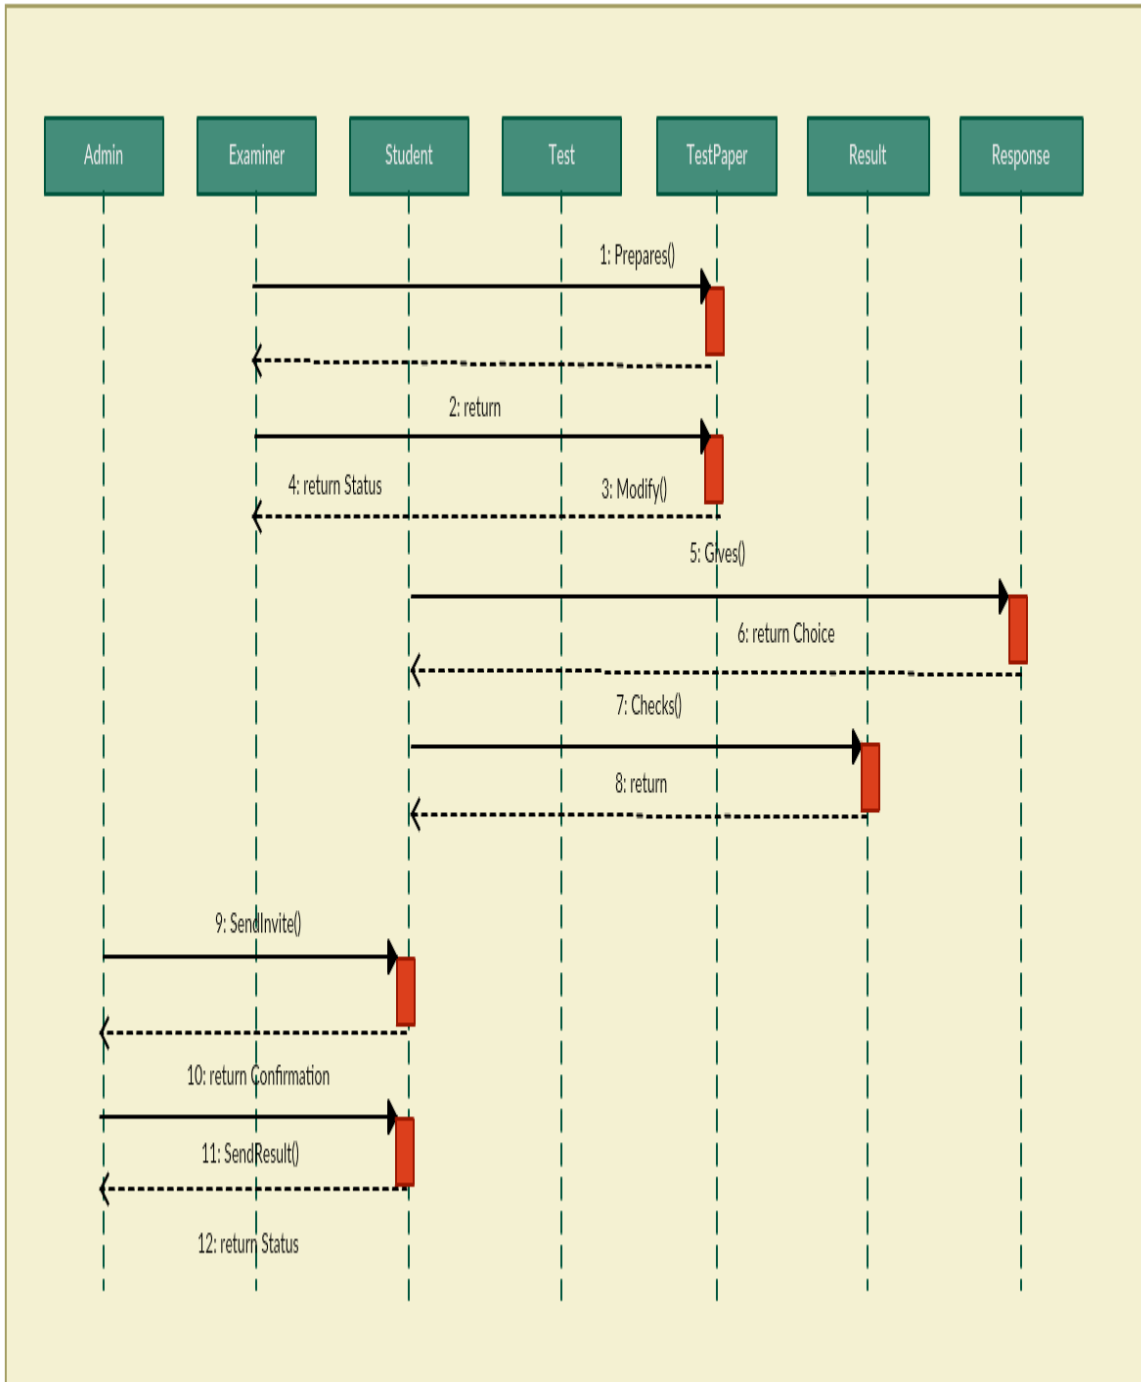 Admin
Examiner
Student
Test
TestPaper
Result
Response
1: Prepares()
2: return
4: return Status
3: Modify()
5: Gives()
6: return Choice
7: Checks()
8: return
9: SendInvite()
10: return Confirmation
11: SendResult()
12: return Status